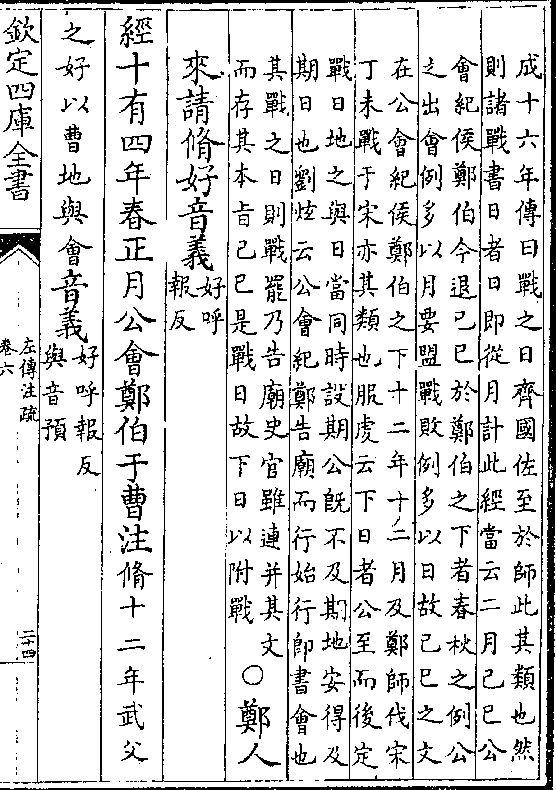 成十六年傳曰戰之日齊國佐至於師此其類也然
則諸戰書日者日即從月計此經當云二月己巳公
會紀侯鄭伯今退己巳於鄭伯之下者春秋之例公
之出會例多以月要盟戰敗例多以日故己巳之文
在公會紀侯鄭伯之下十二年十二月及鄭師伐宋
丁未戰于宋亦其類也服虔云下日者公至而後定
戰日地之與日當同時設期公旣不及期地安得及
期日也劉炫云公會紀鄭告廟而行始行即書會也
其戰之日則戰罷乃告廟史官雖連并其文
而存其本旨己巳是戰日故下日以附戰
○鄭人
來請脩好音義
好呼
報反
經十有四年春正月公會鄭伯于曹注脩十二年武父
之好以曹地與會音義
好呼報反
與音預
欽定四庫全書
左傳注疏
卷六
二十四